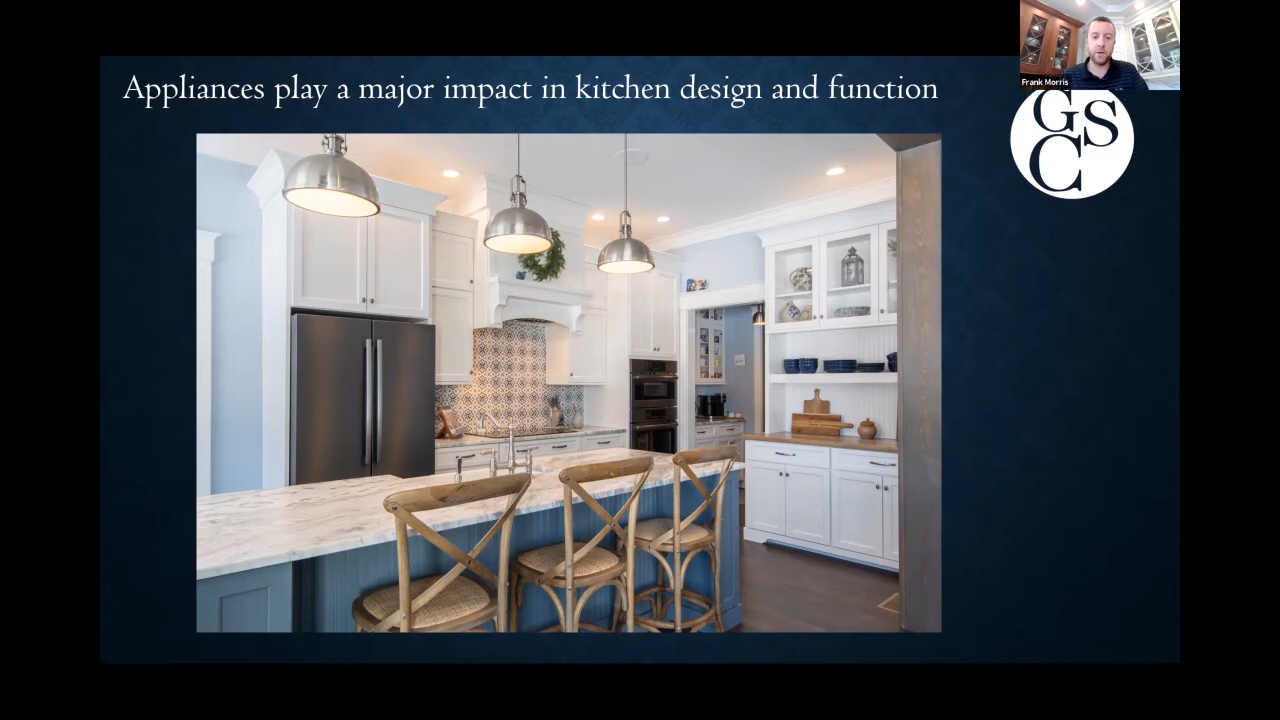 Appliances play a major impact in kitchen design and function
Frank Morris
GSC